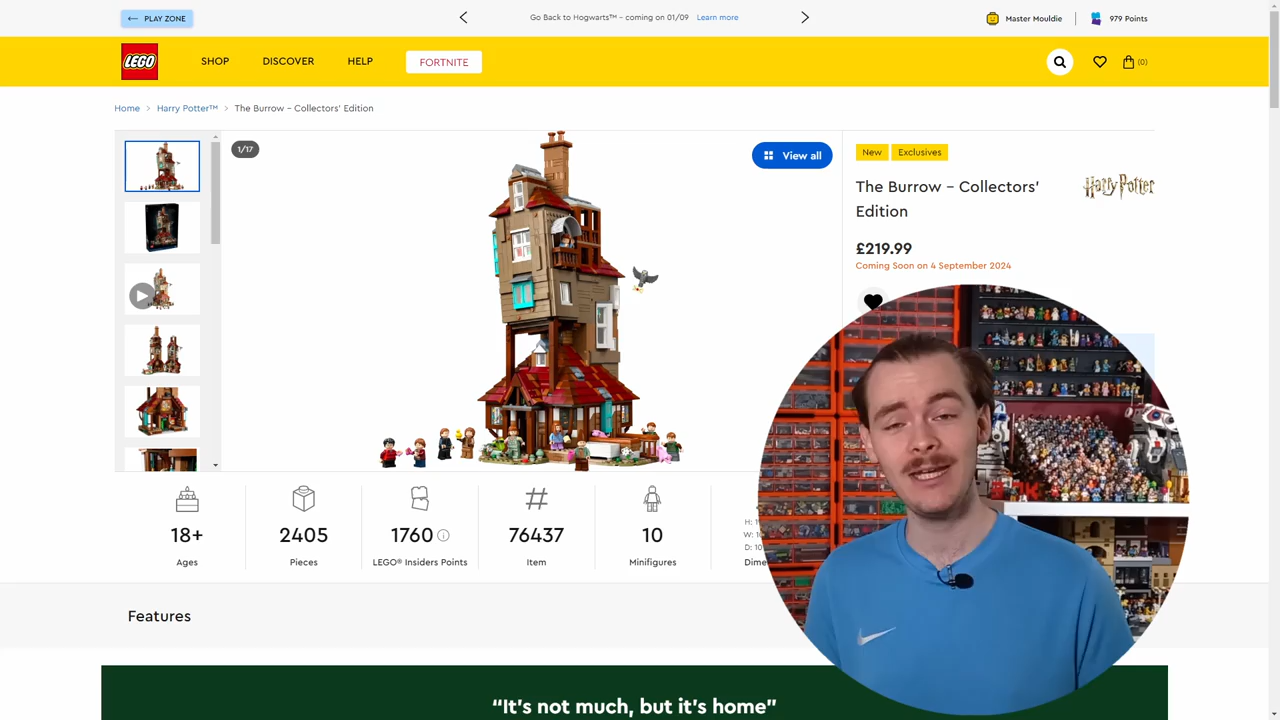 ← PLAY ZONE
Go Back to Hogwarts™ - coming on 01/09 Learn more
Master Mouldie
979 Points
LEGO
SHOP
DISCOVER
HELP
FORTNITE
(0)
Home > Harry Potter™ > The Burrow – Collectors' Edition
1/17
View all
New
Exclusives
The Burrow – Collectors'
Edition
Harry Potter
£219.99
Coming Soon on 4 September 2024
18+
Ages
2405
Pieces
1760
LEGO® Insiders Points
76437
Item
10
Minifigures
Features
“It's not much, but it's home”